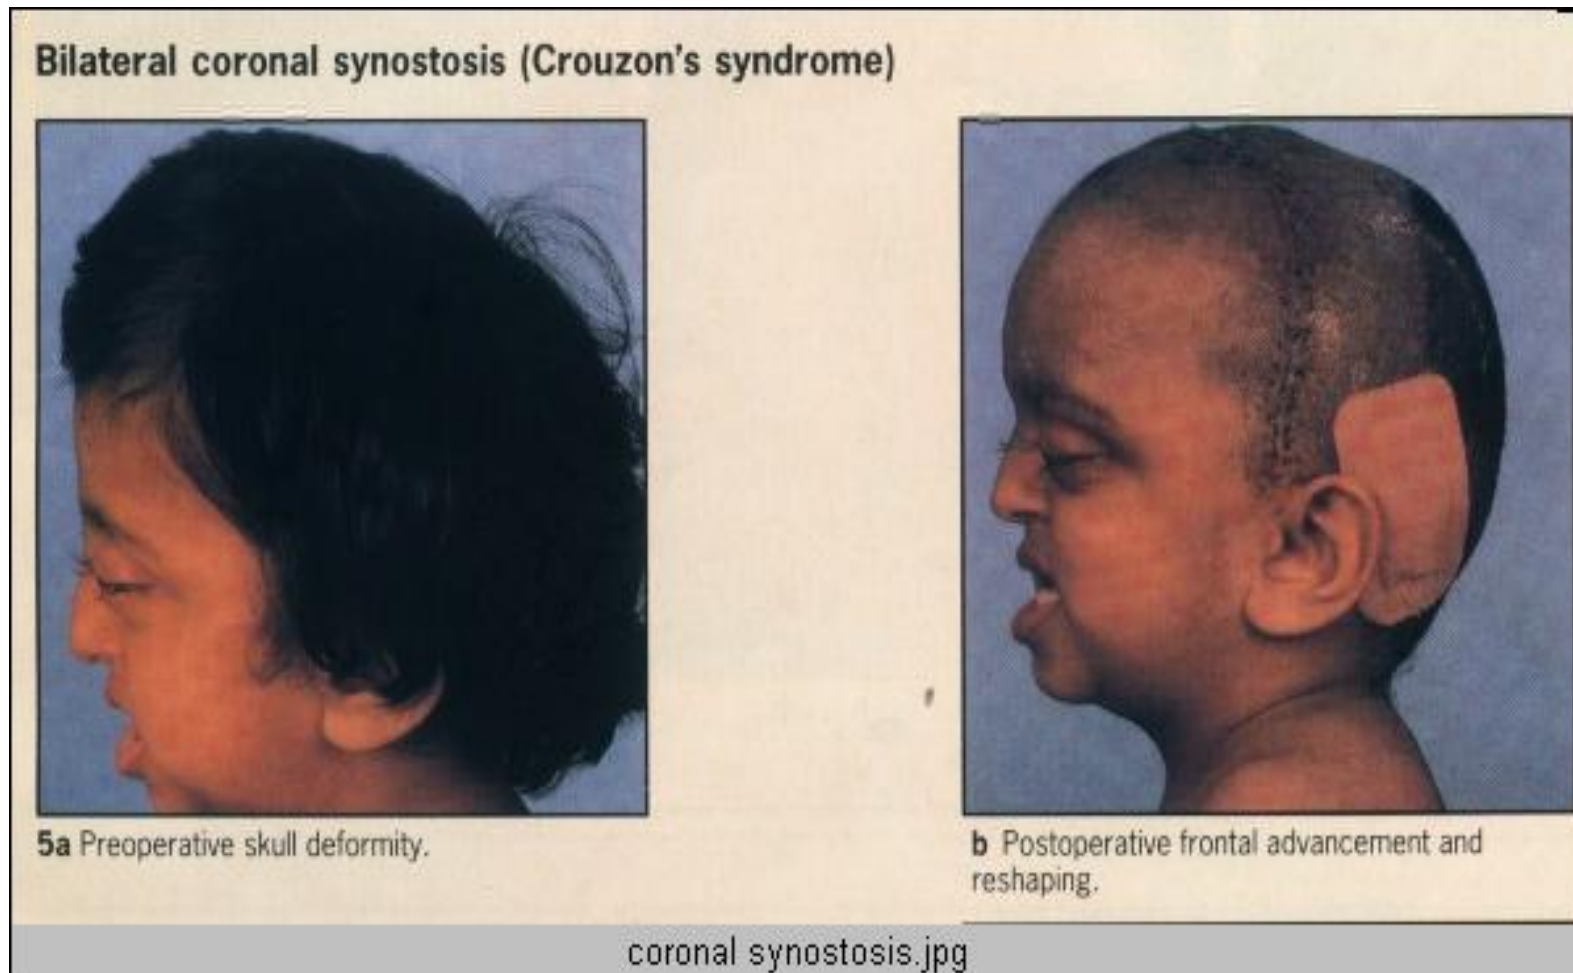 Bilateral coronal synostosis (Crouzon's syndrome)
5a Preoperative skull deformity.
b Postoperative frontal advancement and
reshaping.
coronal synostosis.jpg